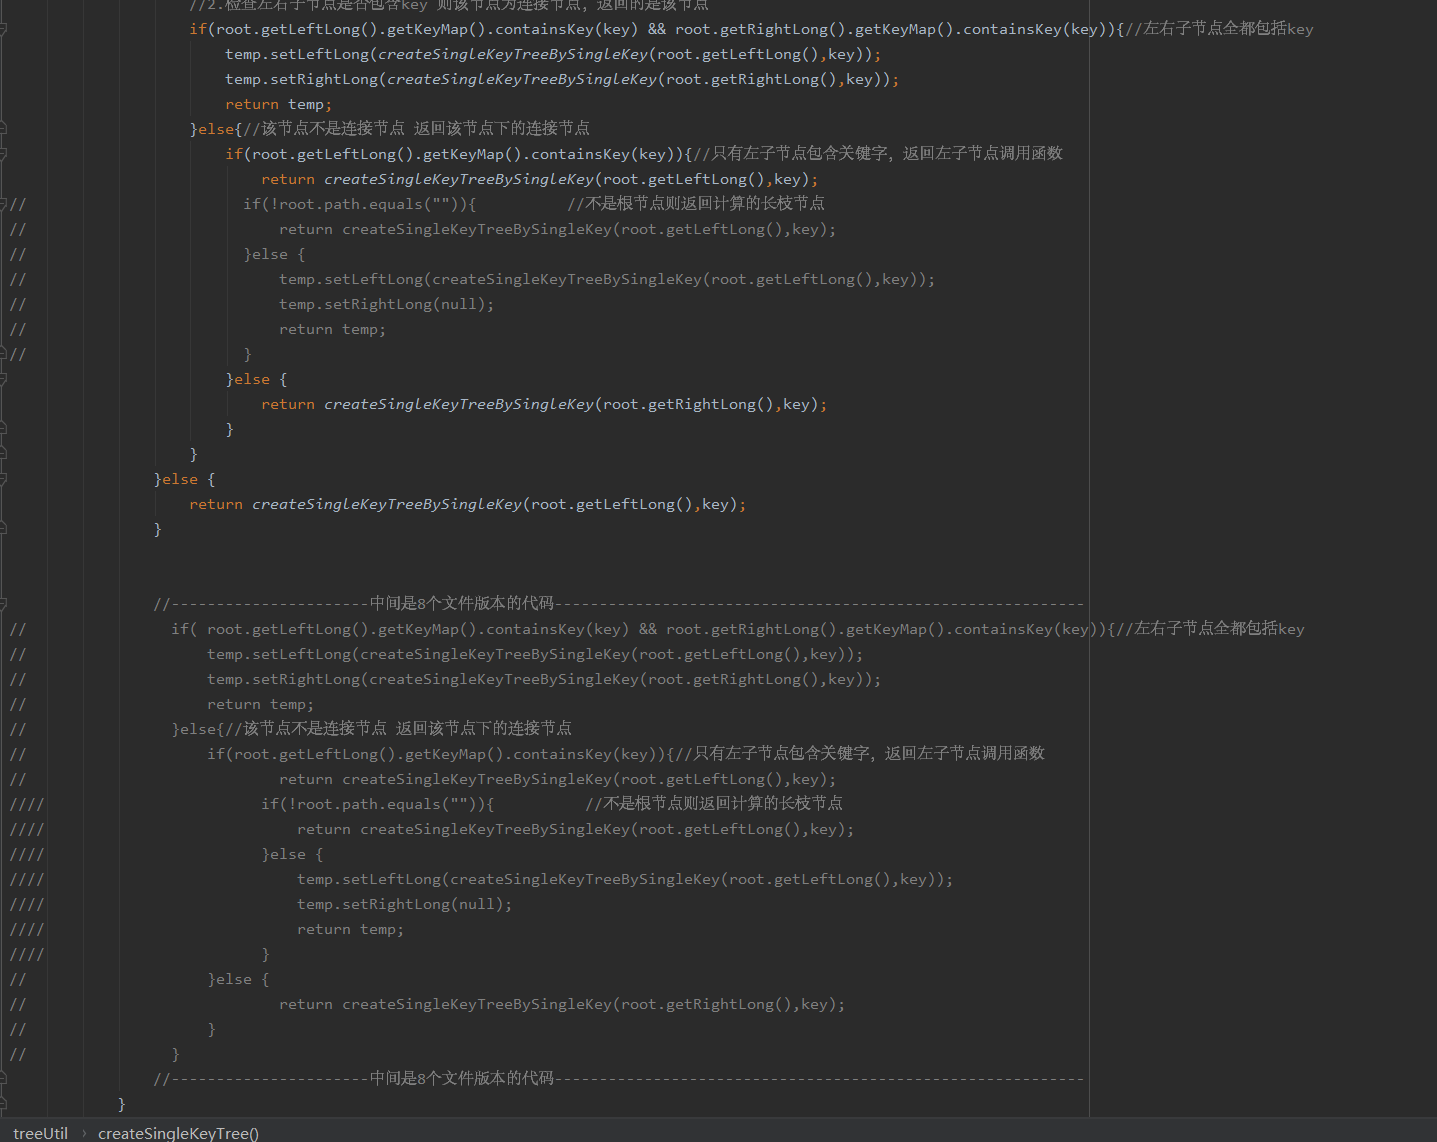 //2.检查左右子节点是否包含key 则该节点为连接节点，返回的是该节点
if(root.getLeftLong().getKeyMap().containsKey(key) && root.getRightLong().getKeyMap().containsKey(key)){//左右子节点全都包括key
temp.setLeftLong(createSingleKeyTreeBySingleKey(root.getLeftLong(),key));
temp.setRightLong(createSingleKeyTreeBySingleKey(root.getRightLong(),key));
return temp;
}else{//该节点不是连接节点 返回该节点下的连接节点
if(root.getLeftLong().getKeyMap().containsKey(key)){//只有左子节点包含关键字，返回左子节点调用函数
return createSingleKeyTreeBySingleKey(root.getLeftLong(),key);
// if(!root.path.equals("")){ //不是根节点则返回计算的长枝节点
// return createSingleKeyTreeBySingleKey(root.getLeftLong(),key);
// }else {
// temp.setLeftLong(createSingleKeyTreeBySingleKey(root.getLeftLong(),key));
// temp.setRightLong(null);
// return temp;
// }
}else {
return createSingleKeyTreeBySingleKey(root.getRightLong(),key);
}
}
}else {
return createSingleKeyTreeBySingleKey(root.getLeftLong(),key);
}
//----------------------中间是8个文件版本的代码-----------------------------------------------------------
// if( root.getLeftLong().getKeyMap().containsKey(key) && root.getRightLong().getKeyMap().containsKey(key)){//左右子节点全都包括key
// temp.setLeftLong(createSingleKeyTreeBySingleKey(root.getLeftLong(),key));
// temp.setRightLong(createSingleKeyTreeBySingleKey(root.getRightLong(),key));
// return temp;
// }else{//该节点不是连接节点 返回该节点下的连接节点
// if(root.getLeftLong().getKeyMap().containsKey(key)){//只有左子节点包含关键字，返回左子节点调用函数
// return createSingleKeyTreeBySingleKey(root.getLeftLong(),key);
//// if(!root.path.equals("")){ //不是根节点则返回计算的长枝节点
//// return createSingleKeyTreeBySingleKey(root.getLeftLong(),key);
//// }else {
//// temp.setLeftLong(createSingleKeyTreeBySingleKey(root.getLeftLong(),key));
//// temp.setRightLong(null);
//// return temp;
//// }
// }else {
// return createSingleKeyTreeBySingleKey(root.getRightLong(),key);
// }
// }
//----------------------中间是8个文件版本的代码-----------------------------------------------------------
}
treeUtil › createSingleKeyTree()